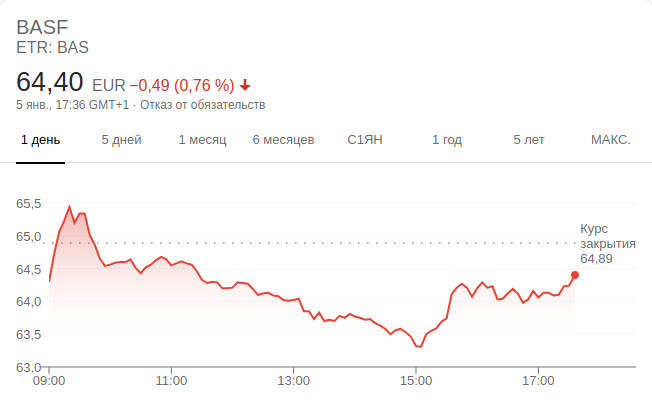 BASF
ETR: BAS
64,40 EUR −0,49 (0,76 %)
5 янв., 17:36 GMT+1 · Отказ от обязательств
1 день 5 дней 1 месяц 6 месяцев С1ЯН 1 год 5 лет МАКС.
65,5
65,0
64,5
64,0
63,5
63,0
Курс
закрытия
64,89
09:00 11:00 13:00 15:00 17:00